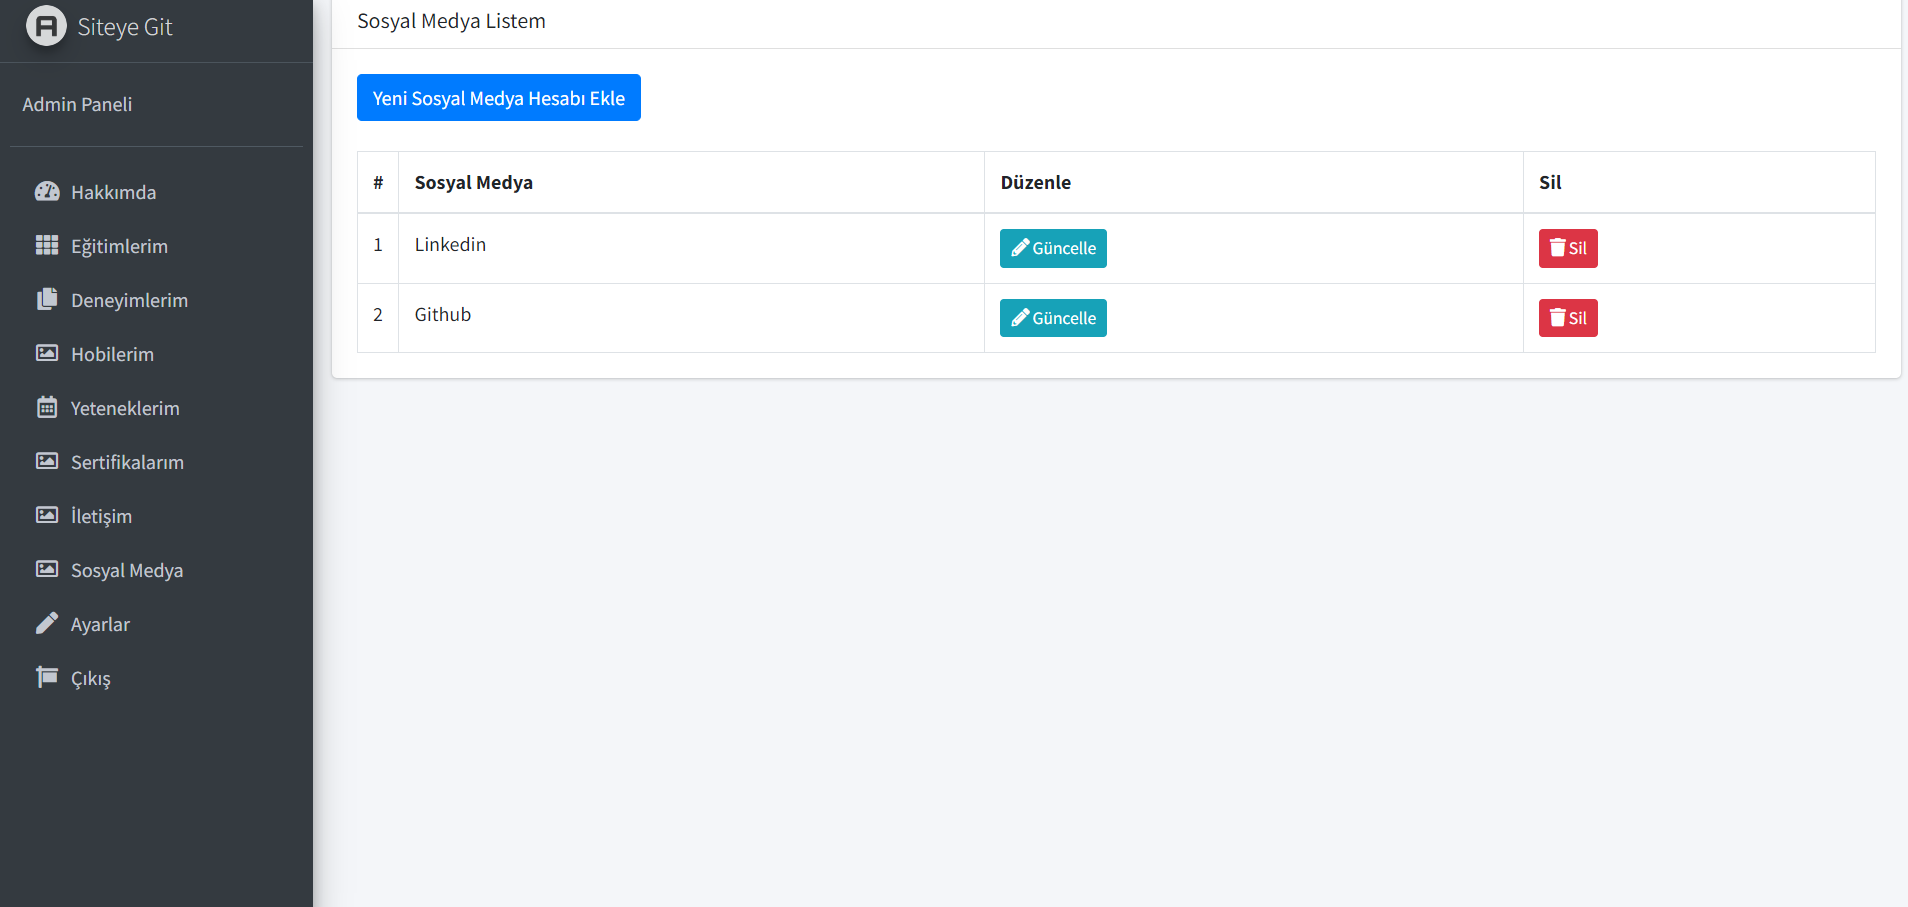 Siteye Git
Admin Paneli
Hakkımda
Eğitimlerim
Deneyimlerim
Hobilerim
Yeteneklerim
Sertifikalarım
İletişim
Sosyal Medya
Ayarlar
Çıkış
Sosyal Medya Listem
Yeni Sosyal Medya Hesabı Ekle
# Sosyal Medya Düzenle Sil
1 Linkedin Güncelle Sil
2 Github Güncelle Sil